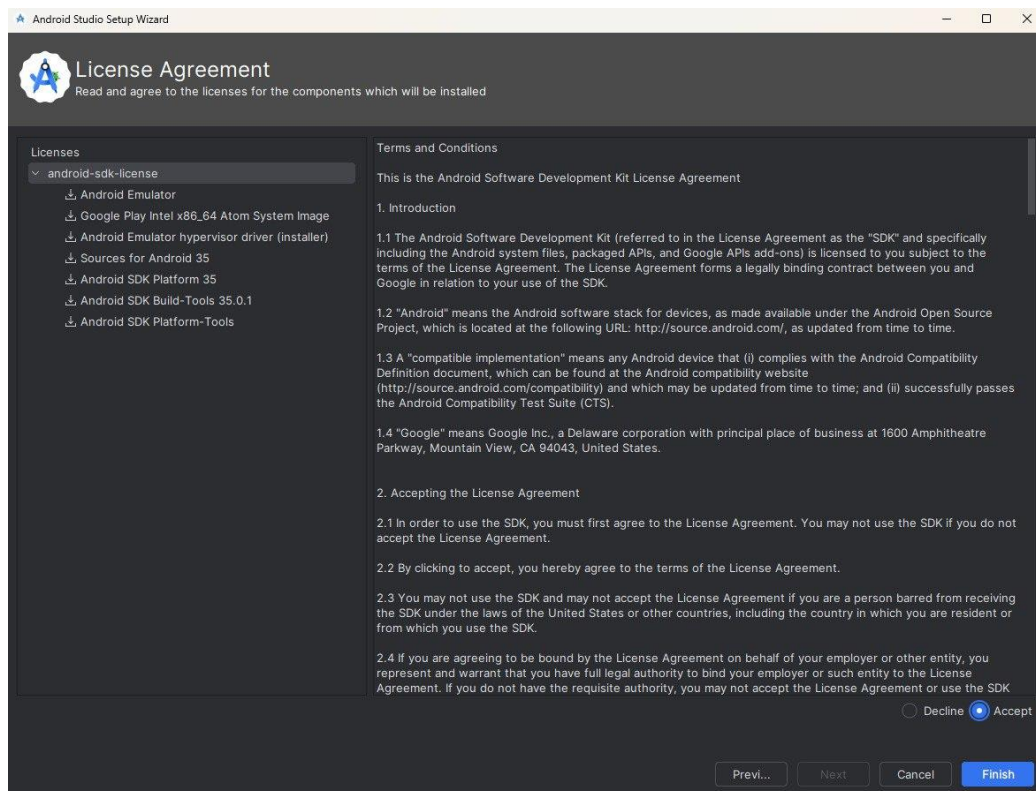 Android Studio Setup Wizard
License Agreement
Read and agree to the licenses for the components which will be installed
Licenses
android-sdk-license
Android Emulator
Google Play Intel x86_64 Atom System Image
Android Emulator hypervisor driver (installer)
Sources for Android 35
Android SDK Platform 35
Android SDK Build-Tools 35.0.1
Android SDK Platform-Tools
Terms and Conditions
This is the Android Software Development Kit License Agreement
1. Introduction
1.1 The Android Software Development Kit (referred to in the License Agreement as the "SDK" and specifically
including the Android system files, packaged APIs, and Google APIs add-ons) is licensed to you subject to the
terms of the License Agreement. The License Agreement forms a legally binding contract between you and
Google in relation to your use of the SDK.
1.2 "Android" means the Android software stack for devices, as made available under the Android Open Source
Project, which is located at the following URL: http://source.android.com/, as updated from time to time.
1.3 A "compatible implementation" means any Android device that (i) complies with the Android Compatibility
Definition document, which can be found at the Android compatibility website
(http://source.android.com/compatibility) and which may be updated from time to time; and (ii) successfully passes
the Android Compatibility Test Suite (CTS).
1.4 "Google" means Google Inc., a Delaware corporation with principal place of business at 1600 Amphitheatre
Parkway, Mountain View, CA 94043, United States.
2. Accepting the License Agreement
2.1 In order to use the SDK, you must first agree to the License Agreement. You may not use the SDK if you do not
accept the License Agreement.
2.2 By clicking to accept, you hereby agree to the terms of the License Agreement.
2.3 You may not use the SDK and may not accept the License Agreement if you are a person barred from receiving
the SDK under the laws of the United States or other countries, including the country in which you are resident or
from which you use the SDK.
2.4 If you are agreeing to be bound by the License Agreement on behalf of your employer or other entity, you
represent and warrant that you have full legal authority to bind your employer or such entity to the License
Agreement. If you do not have the requisite authority, you may not accept the License Agreement or use the SDK
Decline Accept
Previ... Next Cancel Finish